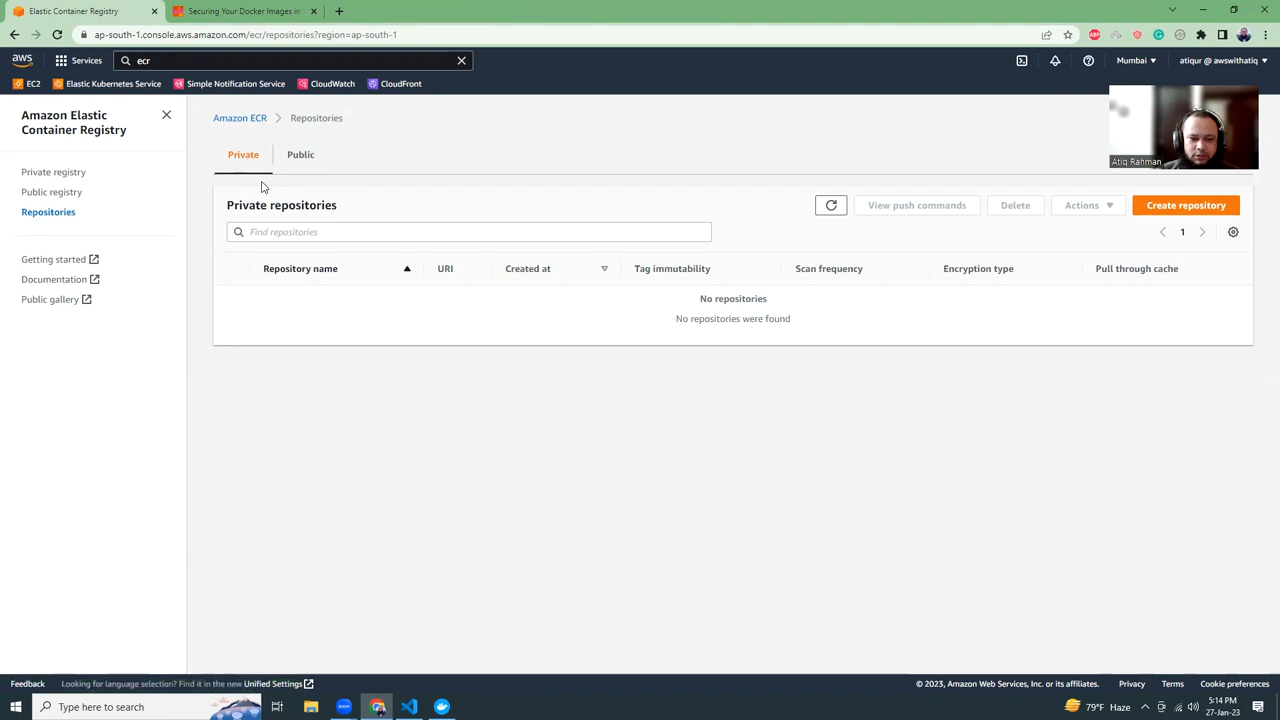 Elastic Container Registry
Securing Your Docker Images in
ap-south-1.console.aws.amazon.com/ecr/repositories?region=ap-south-1
aws
Services
ecr
Mumbai
atiqur @ awswithatiq
EC2
Elastic Kubernetes Service
Simple Notification Service
CloudWatch
CloudFront
Amazon Elastic
Container Registry
Private registry
Public registry
Repositories
Getting started
Documentation
Public gallery
Amazon ECR
Repositories
Private
Public
Atiq Rahman
Private repositories
View push commands
Delete
Actions
Create repository
Find repositories
1
Repository name
URI
Created at
Tag immutability
Scan frequency
Encryption type
Pull through cache
No repositories
No repositories were found
Feedback
Looking for language selection? Find it in the new Unified Settings
© 2023, Amazon Web Services, Inc. or its affiliates.
Privacy
Terms
Cookie preferences
Type here to search
zoom
79°F Haze
5:14 PM
27-Jan-23